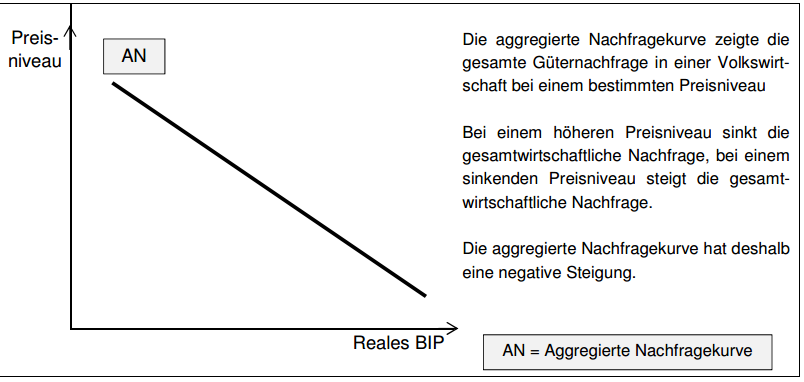 Preis-
niveau
AN
Die aggregierte Nachfragekurve zeigte die
gesamte Güternachfrage in einer Volkswirt-
schaft bei einem bestimmten Preisniveau
Bei einem höheren Preisniveau sinkt die
gesamtwirtschaftliche Nachfrage, bei einem
sinkenden Preisniveau steigt die gesamt-
wirtschaftliche Nachfrage.
Die aggregierte Nachfragekurve hat deshalb
eine negative Steigung.
Reales BIP
AN = Aggregierte Nachfragekurve